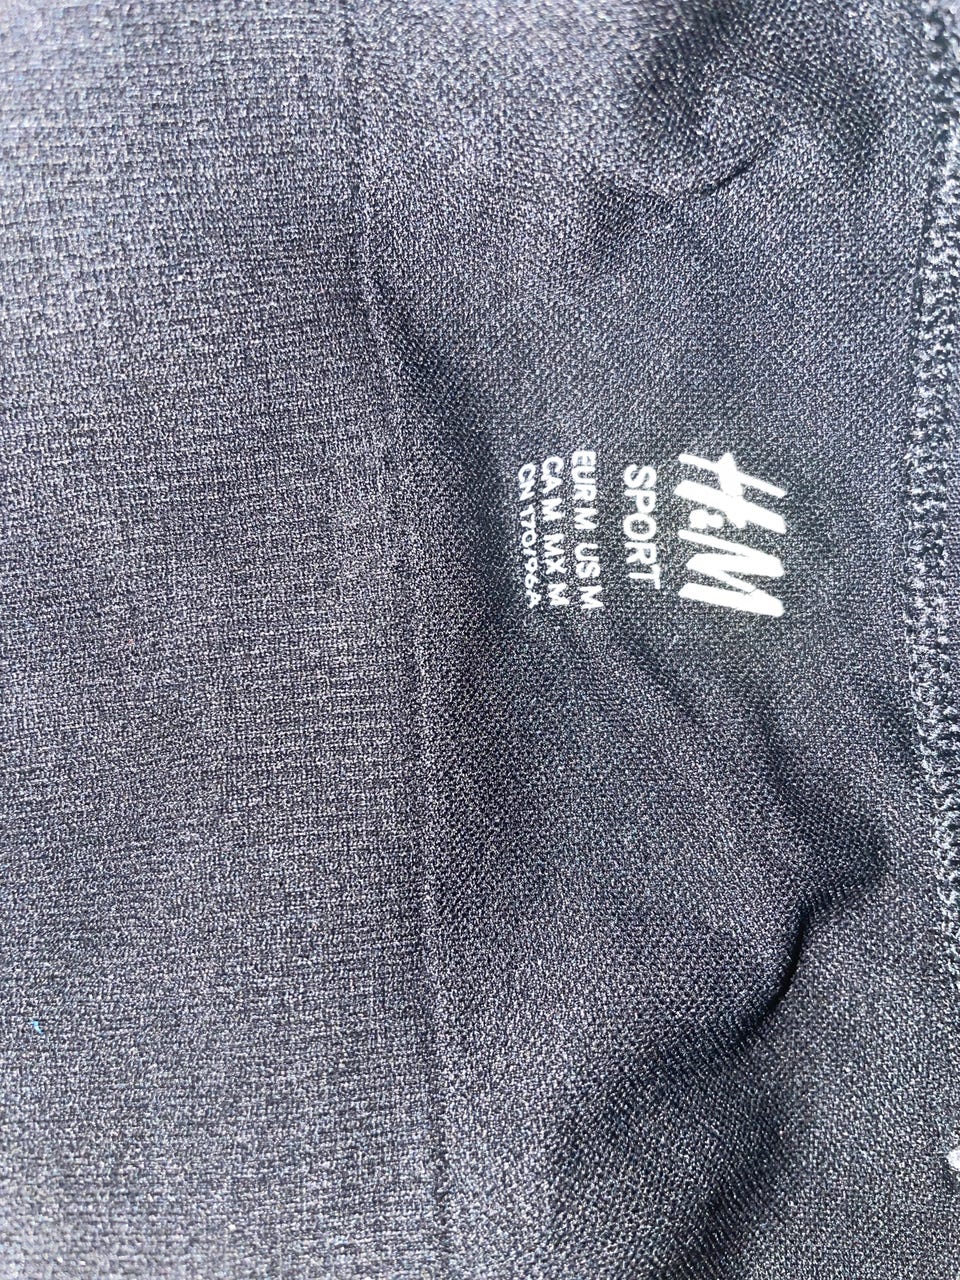 H&M
SPORT
EUR M US M
CA M MX M
CN 170/96A